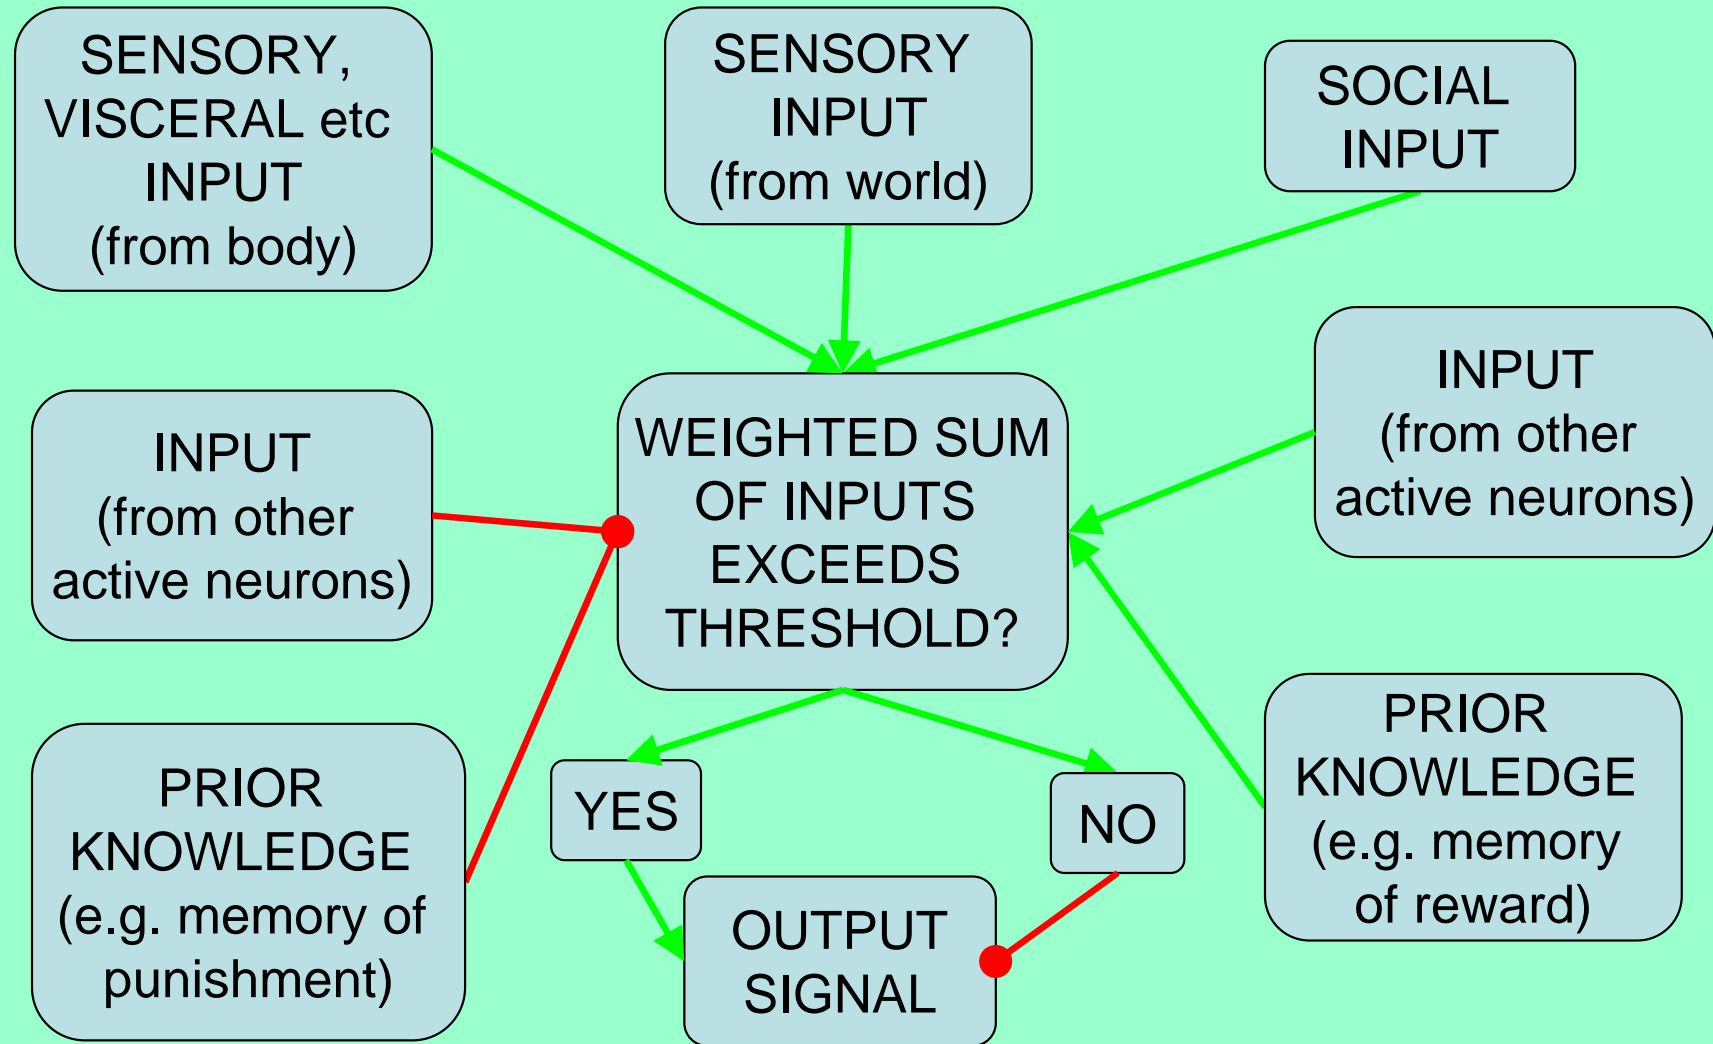 SENSORY,
VISCERAL etc
INPUT
(from body)
SENSORY
INPUT
(from world)
SOCIAL
INPUT
INPUT
(from other
active neurons)
WEIGHTED SUM
OF INPUTS
EXCEEDS
THRESHOLD?
INPUT
(from other
active neurons)
PRIOR
KNOWLEDGE
(e.g. memory of
punishment)
YES
NO
PRIOR
KNOWLEDGE
(e.g. memory
of reward)
OUTPUT
SIGNAL